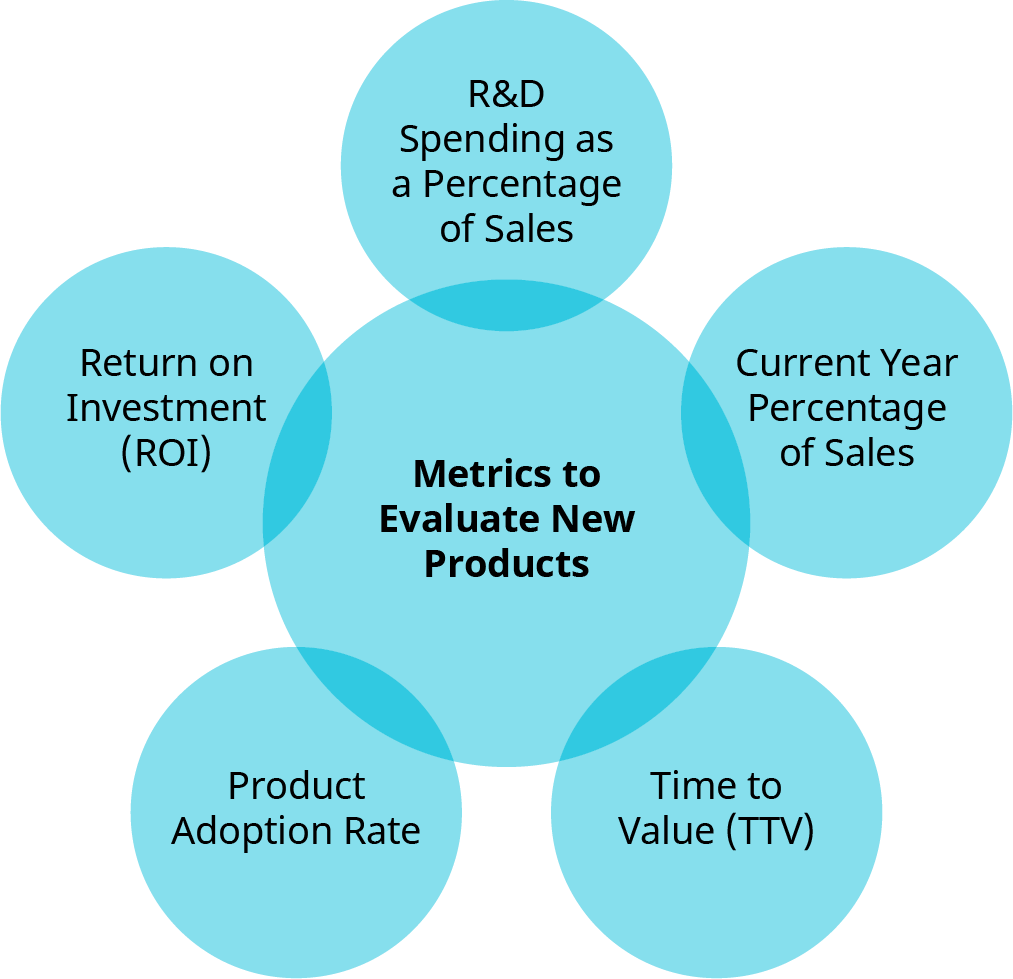 R&D
Spending as
a Percentage
of Sales
Return on
Investment
(ROI)
Current Year
Percentage
of Sales
Metrics to
Evaluate New
Products
Product
Adoption Rate
Time to
Value (TTV)